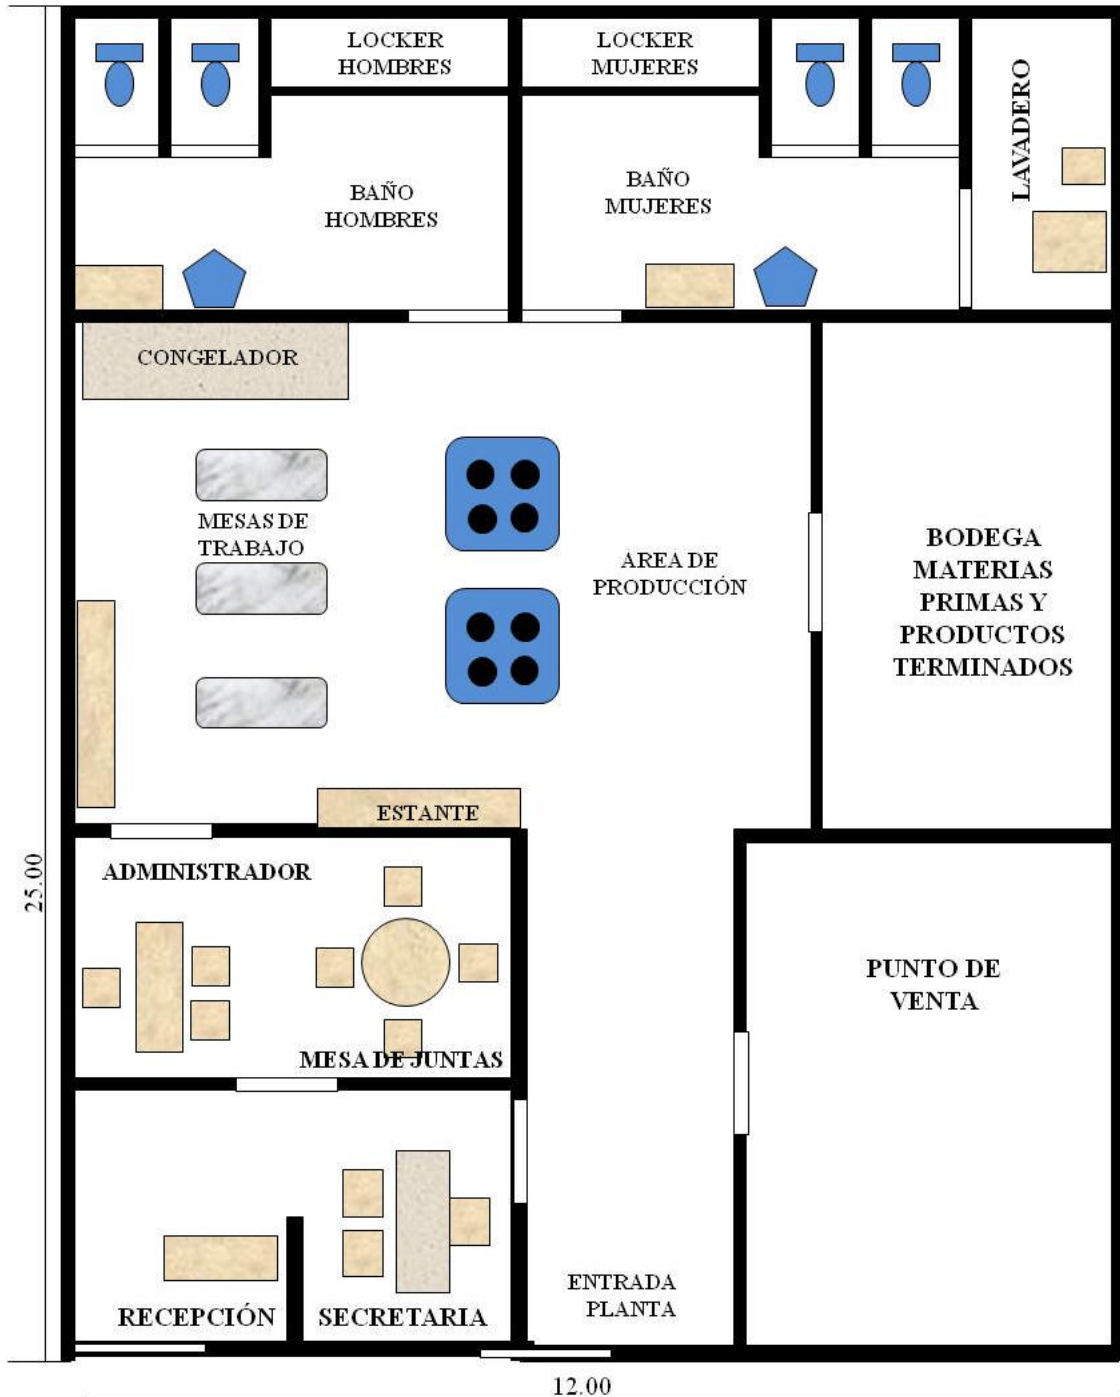 LOCKER
HOMBRES
LOCKER
MUJERES
LAVADERO
BAÑO
HOMBRES
BAÑO
MUJERES
CONGELADOR
MESAS DE
TRABAJO
AREA DE
PRODUCCIÓN
BODEGA
MATERIAS
PRIMAS Y
PRODUCTOS
TERMINADOS
ESTANTE
ADMINISTRADOR
25.00
PUNTO DE
VENTA
MESA DE JUNTAS
ENTRADA
PLANTA
RECEPCIÓN
SECRETARIA
12.00